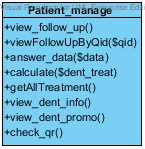 Patient_manage
+view_follow_up()
+viewFollowUpByQid($qid)
+answer_data($data)
+calculate($dent_treat)
+getAllTreatment()
+view_dent_info()
+view_dent_promo()
+check_qr()